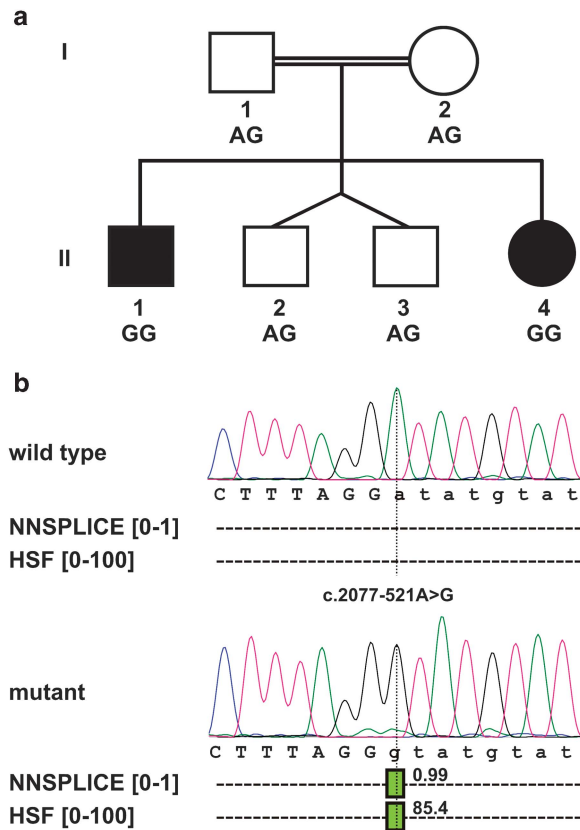 a
I
1 2
AG AG
II
1 2 3 4
GG AG AG GG
b
wild type
C T T T A G G a t a t g t a t
NNSPLICE [0-1]
HSF [0-100]
c.2077-521A>G
mutant
C T T T A G G g t a t g t a t
NNSPLICE [0-1] 0.99
HSF [0-100] 85.4